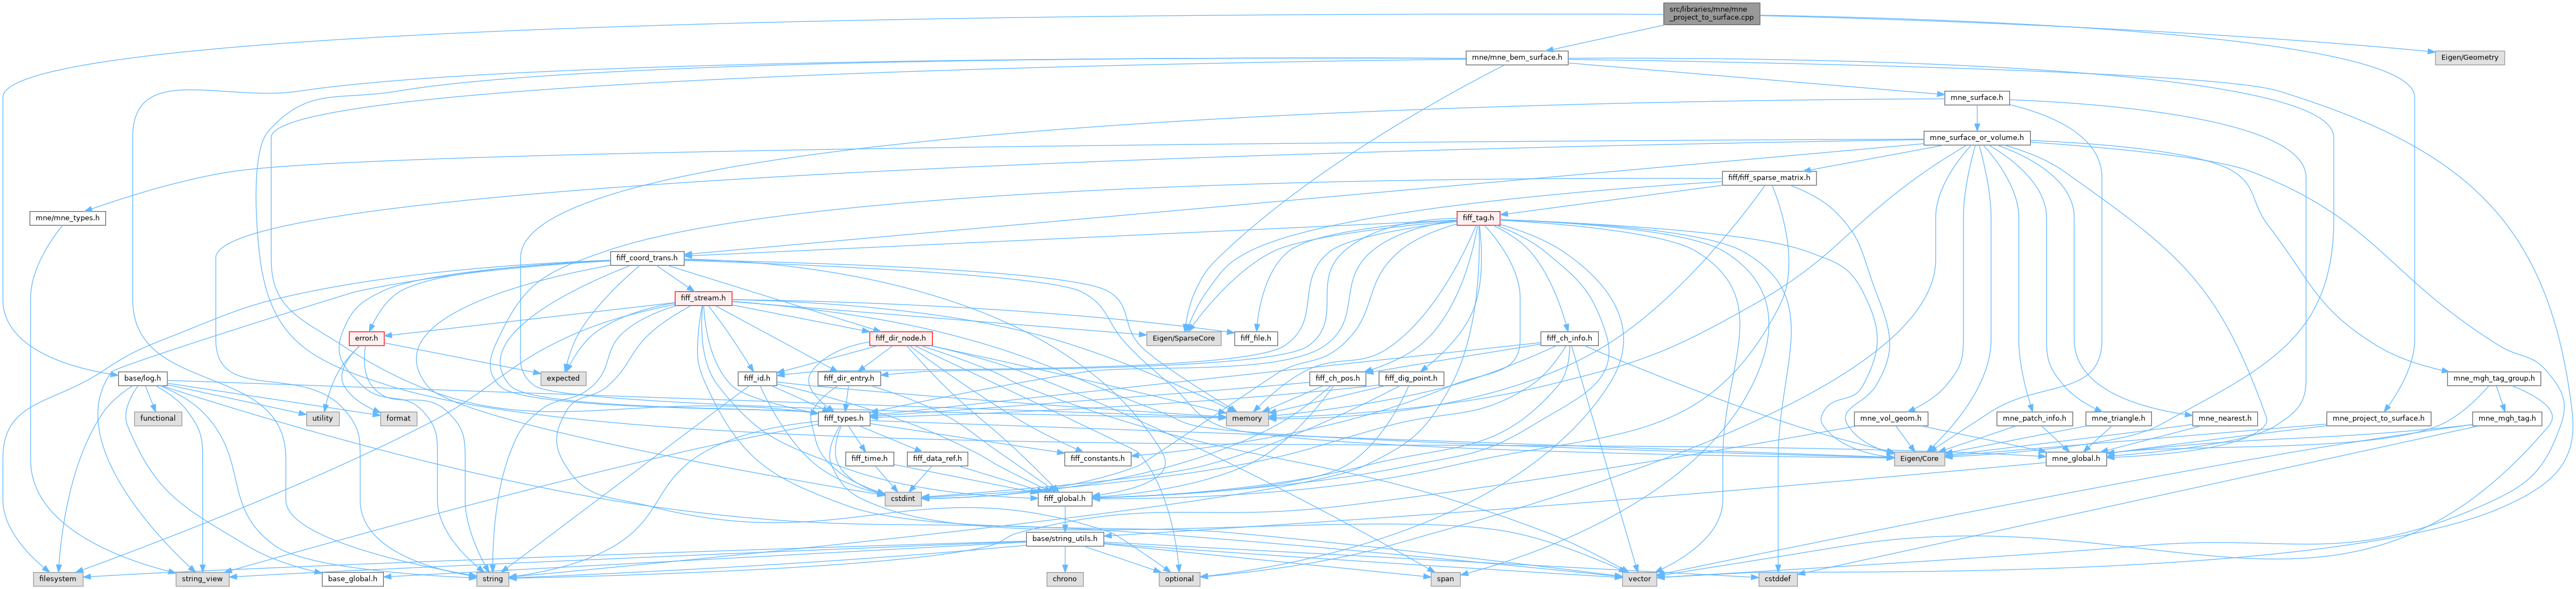 src/libraries/mne/mne
_project_to_surface.cpp
mne/mne_bem_surface.h
Eigen/Geometry
mne_surface.h
mne_surface_or_volume.h
fiff/fiff_sparse_matrix.h
mne/mne_types.h
fiff_tag.h
fiff_coord_trans.h
fiff_stream.h
error.h
fiff_dir_node.h
Eigen/SparseCore
fiff_file.h
fiff_ch_info.h
base/log.h
expected
fiff_id.h
fiff_dir_entry.h
fiff_ch_pos.h
fiff_dig_point.h
mne_mgh_tag_group.h
functional
utility
format
fiff_types.h
memory
mne_vol_geom.h
mne_patch_info.h
mne_triangle.h
mne_nearest.h
mne_project_to_surface.h
mne_mgh_tag.h
fiff_time.h
fiff_data_ref.h
fiff_constants.h
Eigen/Core
mne_global.h
cstdint
fiff_global.h
base/string_utils.h
filesystem
string_view
base_global.h
string
chrono
optional
span
vector
cstddef